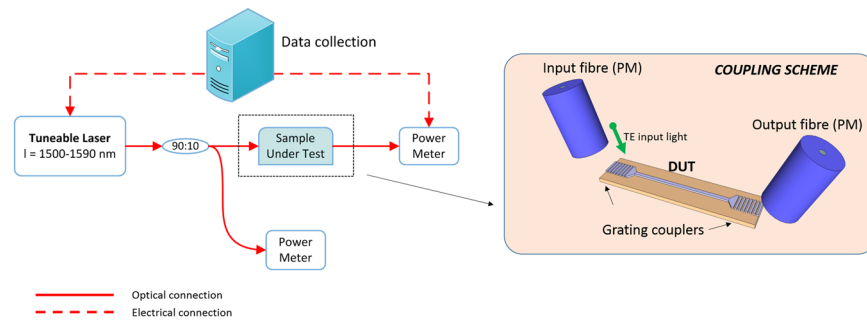 Data collection
Tuneable Laser
l = 1500-1590 nm
90:10
Sample
Under Test
Power
Meter
Power
Meter
Optical connection
Electrical connection
COUPLING SCHEME
Input fibre (PM)
Output fibre (PM)
TE input light
DUT
Grating couplers